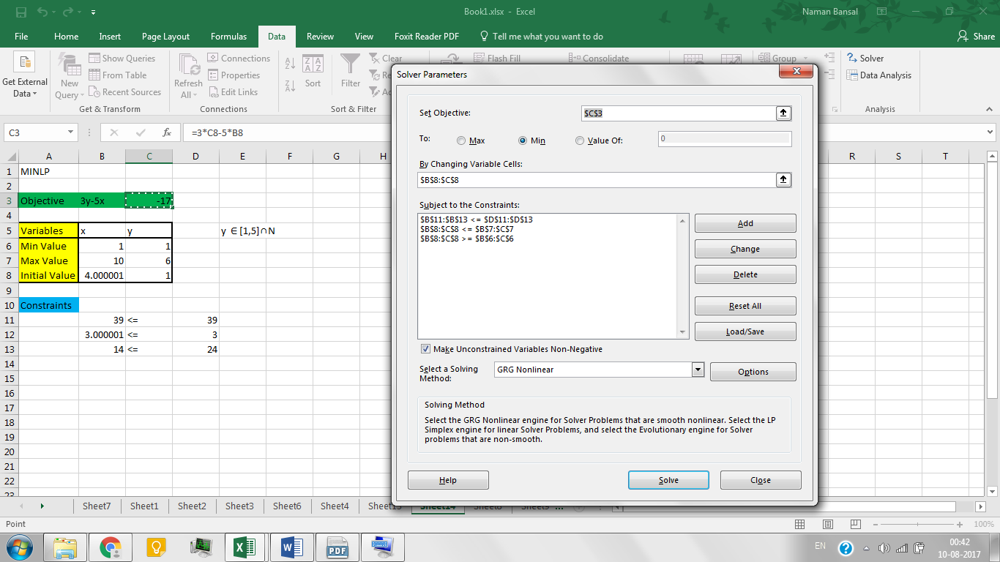 Book1.xlsx - Excel
Naman Bansal
File Home Insert Page Layout Formulas Data Review View Foxit Reader PDF Tell me what you want to do Share
Get External Data
New Query
Show Queries
From Table
Recent Sources
Get & Transform
Refresh All
Connections
Properties
Edit Links
Connections
Sort
Filter
Clear
Sort & Filter
Flash Fill
Consolidate
Group
Solver
Data Analysis
Analysis
C3
fx
=3*C8-5*B8
A B C D E F G H R S T
1 MINLP
2
3 Objective 3y-5x -17
4
5 Variables x y y ∈[1,5]∩N
6 Min Value 1 1
7 Max Value 10 6
8 Initial Value 4.000001 1
9
10 Constraints
11 39 <= 39
12 3.000001 <= 3
13 14 <= 24
14
15
16
17
18
19
20
21
22
23
Solver Parameters
Set Objective: $C$3
To: Max Min Value Of: 0
By Changing Variable Cells:
$B$8:$C$8
Subject to the Constraints:
$B$11:$B$13 <= $D$11:$D$13
$B$8:$C$8 <= $B$7:$C$7
$B$8:$C$8 >= $B$6:$C$6
Add
Change
Delete
Reset All
Load/Save
Make Unconstrained Variables Non-Negative
Select a Solving Method:
GRG Nonlinear
Options
Solving Method
Select the GRG Nonlinear engine for Solver Problems that are smooth nonlinear. Select the LP
Simplex engine for linear Solver Problems, and select the Evolutionary engine for Solver
problems that are non-smooth.
Help
Solve
Close
Sheet7 Sheet1 Sheet2 Sheet3 Sheet6 Sheet4 ...
Point
100%
EN
00:42
10-08-2017